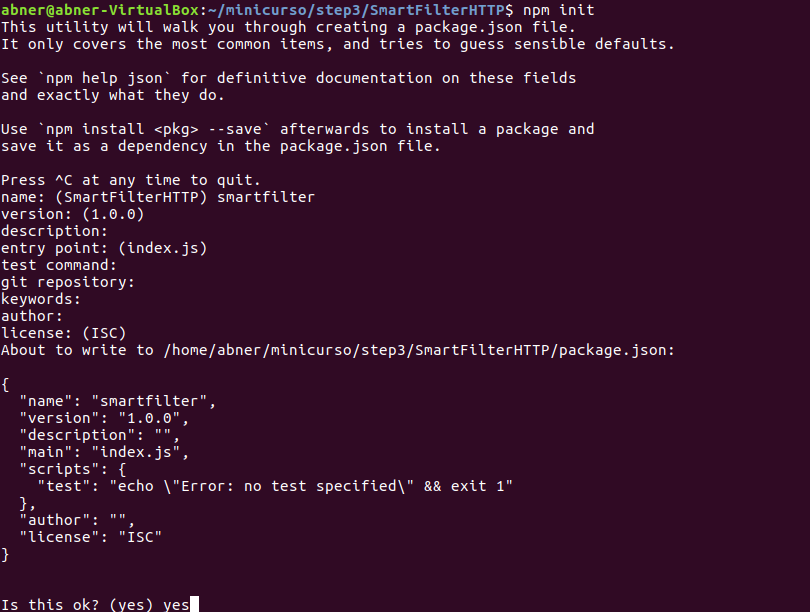 abner@abner-VirtualBox:~/minicurso/step3/SmartFilterHTTP$ npm init
This utility will walk you through creating a package.json file.
It only covers the most common items, and tries to guess sensible defaults.

See `npm help json` for definitive documentation on these fields
and exactly what they do.

Use `npm install <pkg> --save` afterwards to install a package and
save it as a dependency in the package.json file.

Press ^C at any time to quit.
name: (SmartFilterHTTP) smartfilter
version: (1.0.0)
description:
entry point: (index.js)
test command:
git repository:
keywords:
author:
license: (ISC)
About to write to /home/abner/minicurso/step3/SmartFilterHTTP/package.json:

{
  "name": "smartfilter",
  "version": "1.0.0",
  "description": "",
  "main": "index.js",
  "scripts": {
    "test": "echo \"Error: no test specified\" && exit 1"
  },
  "author": "",
  "license": "ISC"
}

Is this ok? (yes) yes